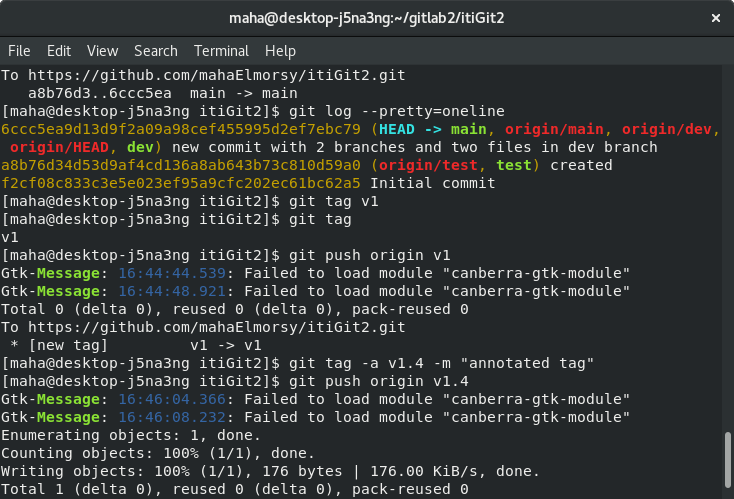 maha@desktop-j5na3ng:~/gitlab2/itiGit2
File Edit View Search Terminal Help
To https://github.com/mahaElmorsy/itiGit2.git
   a8b76d3..6ccc5ea  main -> main
[maha@desktop-j5na3ng itiGit2]$ git log --pretty=oneline
6ccc5ea9d13d9f2a09a98cef455995d2ef7ebc79 (HEAD -> main, origin/main, origin/dev,
 origin/HEAD, dev) new commit with 2 branches and two files in dev branch
a8b76d34d53d9af4cd136a8ab643b73c810d59a0 (origin/test, test) created
f2cf08c833c3e5e023ef95a9cfc202ec61bc62a5 Initial commit
[maha@desktop-j5na3ng itiGit2]$ git tag v1
[maha@desktop-j5na3ng itiGit2]$ git tag
v1
[maha@desktop-j5na3ng itiGit2]$ git push origin v1
Gtk-Message: 16:44:44.539: Failed to load module "canberra-gtk-module"
Gtk-Message: 16:44:48.921: Failed to load module "canberra-gtk-module"
Total 0 (delta 0), reused 0 (delta 0), pack-reused 0
To https://github.com/mahaElmorsy/itiGit2.git
 * [new tag]         v1 -> v1
[maha@desktop-j5na3ng itiGit2]$ git tag -a v1.4 -m "annotated tag"
[maha@desktop-j5na3ng itiGit2]$ git push origin v1.4
Gtk-Message: 16:46:04.366: Failed to load module "canberra-gtk-module"
Gtk-Message: 16:46:08.232: Failed to load module "canberra-gtk-module"
Enumerating objects: 1, done.
Counting objects: 100% (1/1), done.
Writing objects: 100% (1/1), 176 bytes | 176.00 KiB/s, done.
Total 1 (delta 0), reused 0 (delta 0), pack-reused 0